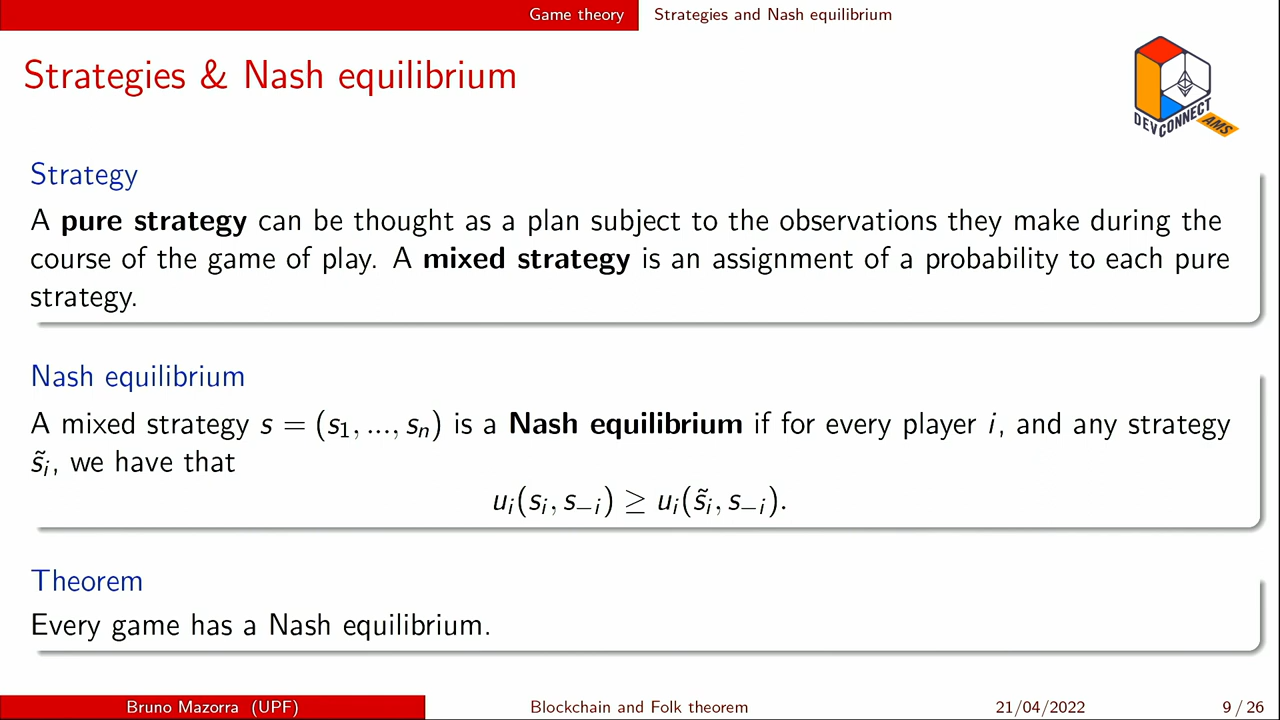 Game theory Strategies and Nash equilibrium
Strategies & Nash equilibrium
DEVCONNECT
AMS
Strategy
A pure strategy can be thought as a plan subject to the observations they make during the
course of the game of play. A mixed strategy is an assignment of a probability to each pure
strategy.
Nash equilibrium
A mixed strategy s = (s₁, ..., sₙ) is a Nash equilibrium if for every player i, and any strategy
s̃ᵢ, we have that
uᵢ(sᵢ, s₋ᵢ) ≥ uᵢ(s̃ᵢ, s₋ᵢ).
Theorem
Every game has a Nash equilibrium.
Bruno Mazorra (UPF) Blockchain and Folk theorem 21/04/2022 9 / 26